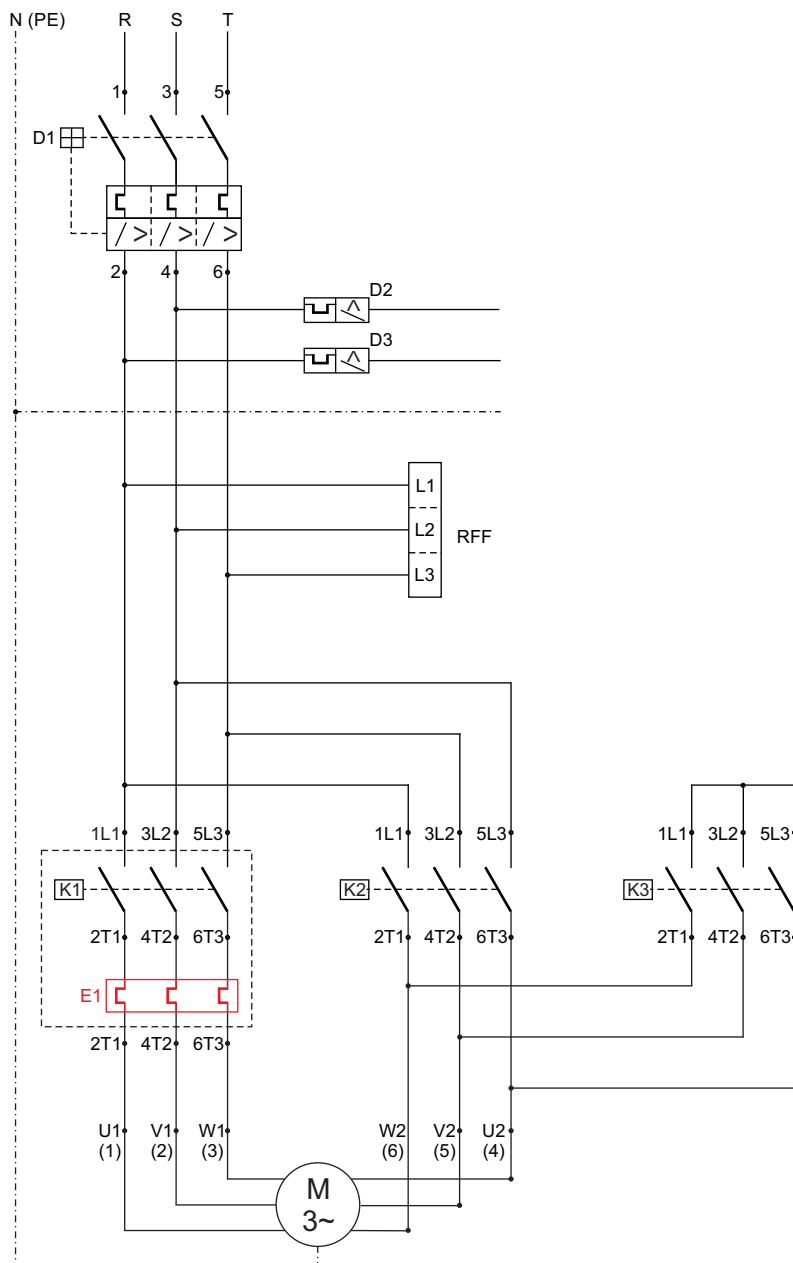 N (PE) R S T
1 3 5
D1
2 4 6
D2
D3
L1
L2
L3
RFF
1L1 3L2 5L3
1L1 3L2 5L3
1L1 3L2 5L3
K1
K2
K3
2T1 4T2 6T3
2T1 4T2 6T3
2T1 4T2 6T3
E1
2T1 4T2 6T3
U1 V1 W1
(1) (2) (3)
W2 V2 U2
(6) (5) (4)
M
3~